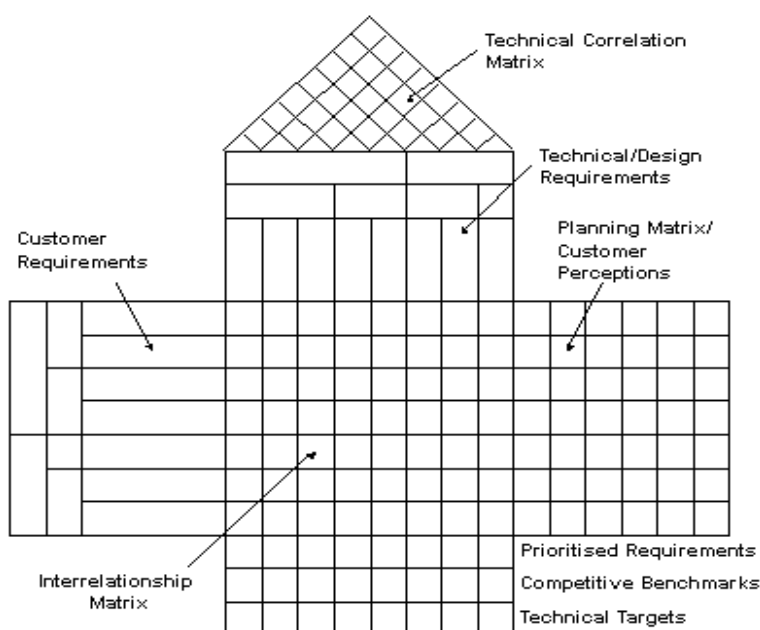 Technical Correlation
Matrix
Technical/Design
Requirements
Planning Matrix/
Customer
Perceptions
Customer
Requirements
Interrelationship
Matrix
Prioritised Requirements
Competitive Benchmarks
Technical Targets